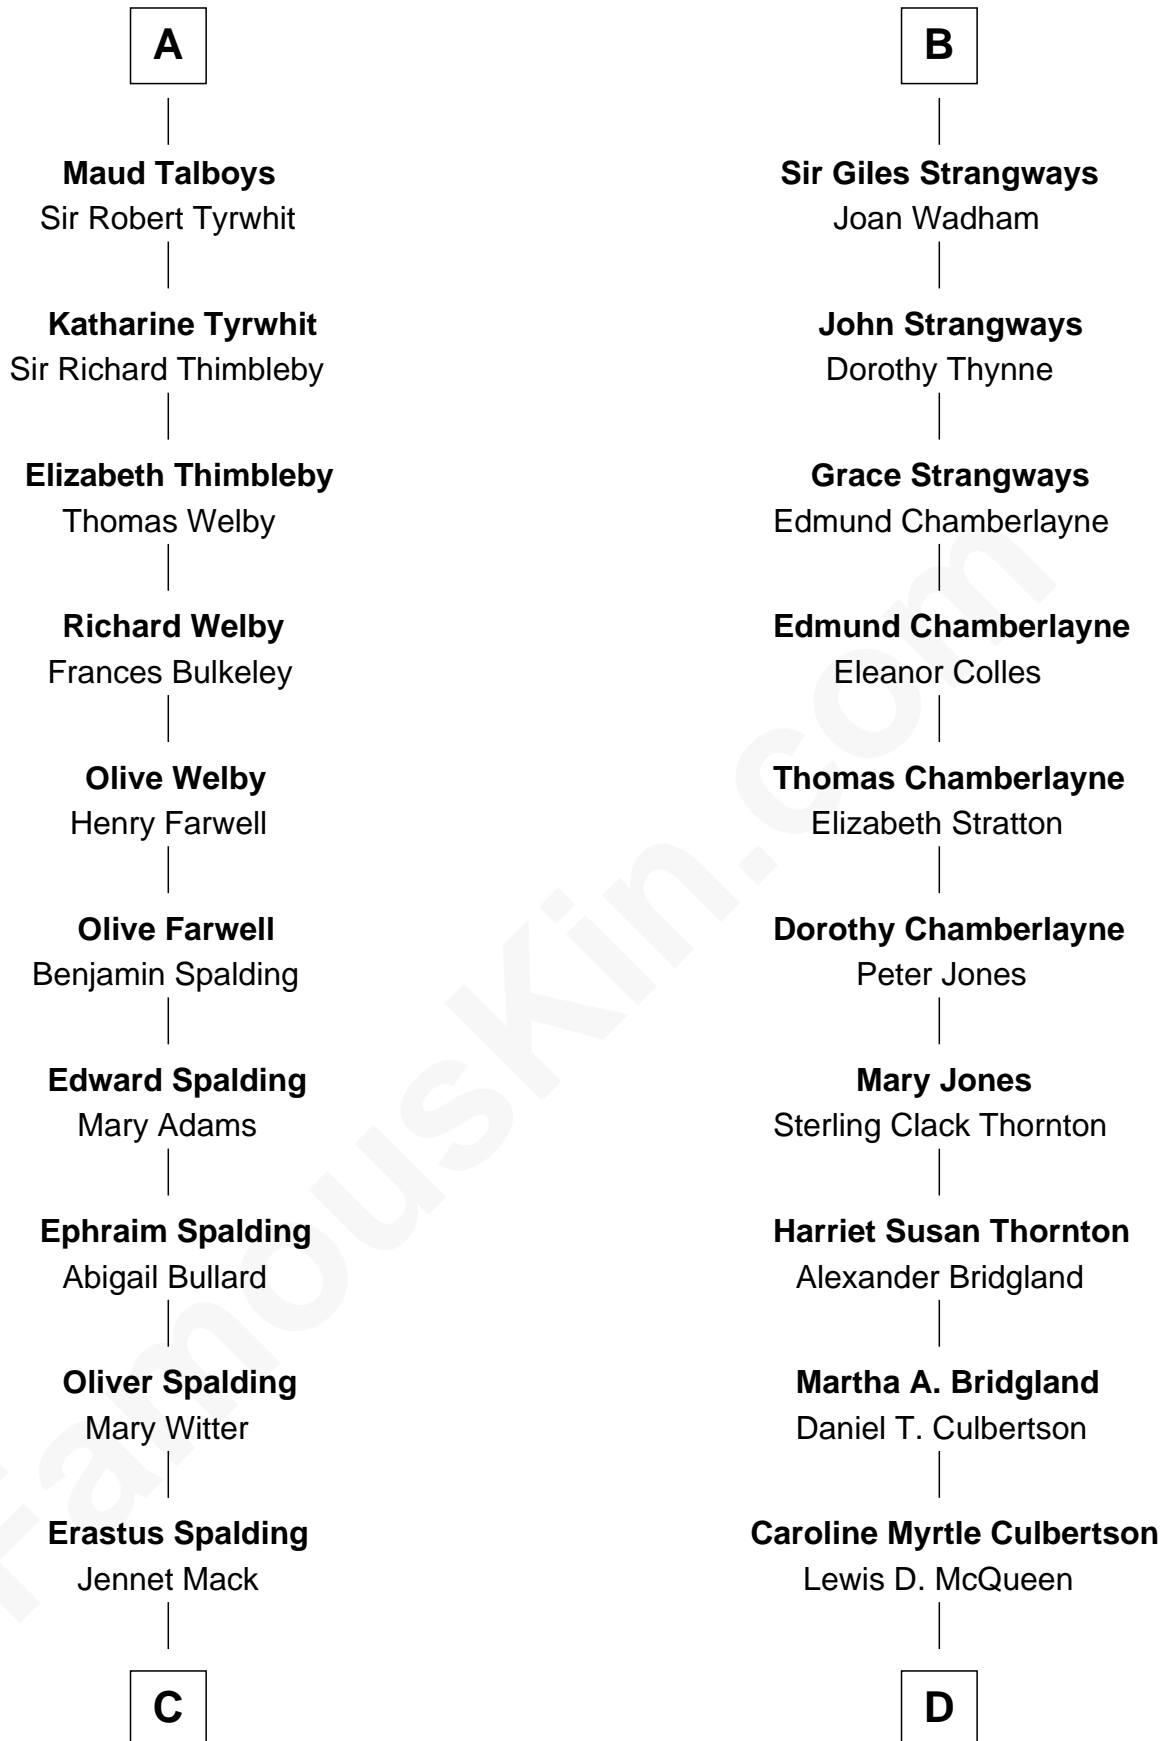 A
Maud Talboys
Sir Robert Tyrwhit
Katharine Tyrwhit
Sir Richard Thimbleby
Elizabeth Thimbleby
Thomas Welby
Richard Welby
Frances Bulkeley
Olive Welby
Henry Farwell
Olive Farwell
Benjamin Spalding
Edward Spalding
Mary Adams
Ephraim Spalding
Abigail Bullard
Oliver Spalding
Mary Witter
Erastus Spalding
Jennet Mack
C
B
Sir Giles Strangways
Joan Wadham
John Strangways
Dorothy Thynne
Grace Strangways
Edmund Chamberlayne
Edmund Chamberlayne
Eleanor Colles
Thomas Chamberlayne
Elizabeth Stratton
Dorothy Chamberlayne
Peter Jones
Mary Jones
Sterling Clack Thornton
Harriet Susan Thornton
Alexander Bridgland
Martha A. Bridgland
Daniel T. Culbertson
Caroline Myrtle Culbertson
Lewis D. McQueen
D
FamousKin.com